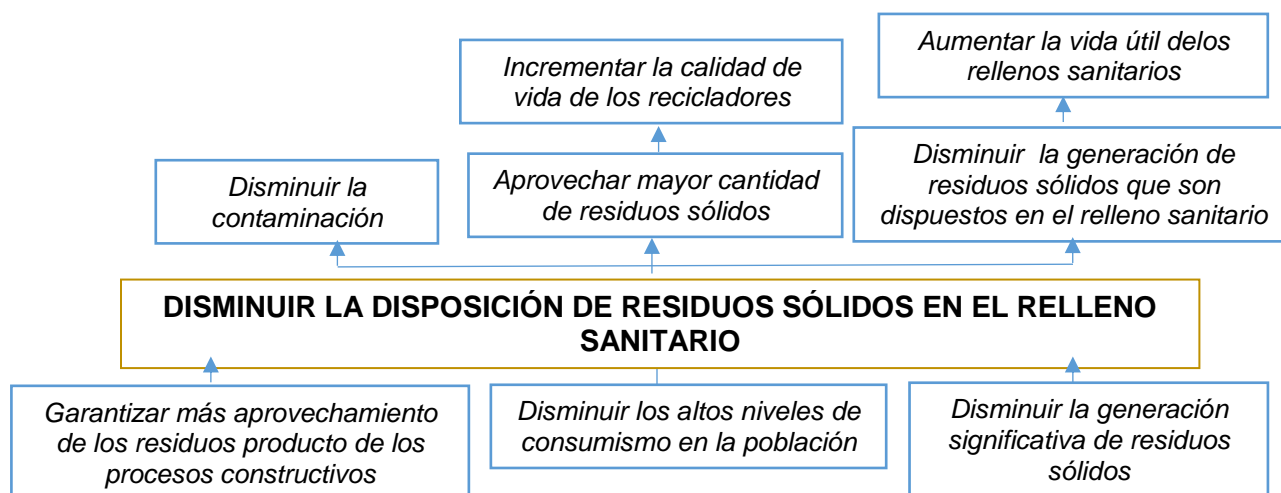 Aumentar la vida útil delos
rellenos sanitarios
Incrementar la calidad de
vida de los recicladores
Disminuir la
contaminación
Aprovechar mayor cantidad
de residuos sólidos
Disminuir  la generación de
residuos sólidos que son
dispuestos en el relleno sanitario
DISMINUIR LA DISPOSICIÓN DE RESIDUOS SÓLIDOS EN EL RELLENO
SANITARIO
Garantizar más aprovechamiento
de los residuos producto de los
procesos constructivos
Disminuir los altos niveles de
consumismo en la población
Disminuir la generación
significativa de residuos
sólidos